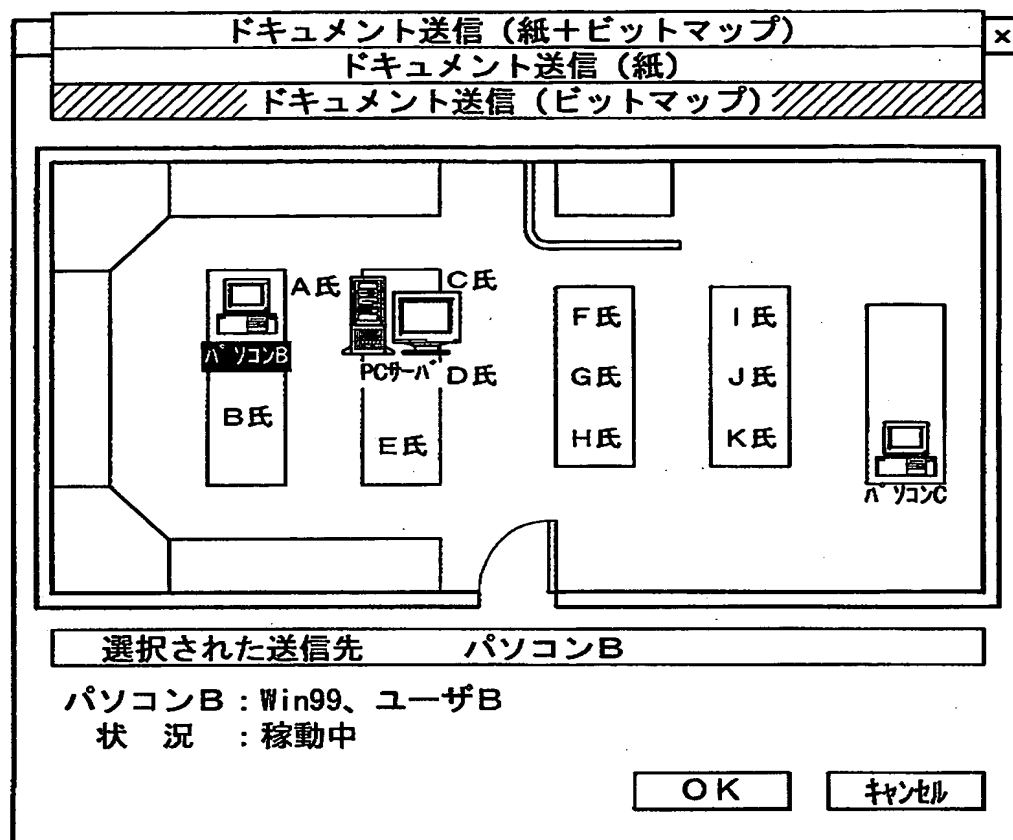 ドキュメント送信(紙+ビットマップ)
×
ドキュメント送信(紙)
ドキュメント送信(ビットマップ)
A氏
C氏
パソコンB
PCサーバ
D氏
B氏
E氏
F氏
G氏
H氏
I氏
J氏
K氏
パソコンC
選択された送信先 パソコンB
パソコンB:Win99、ユーザB
状 況 :稼動中
OK
キャンセル